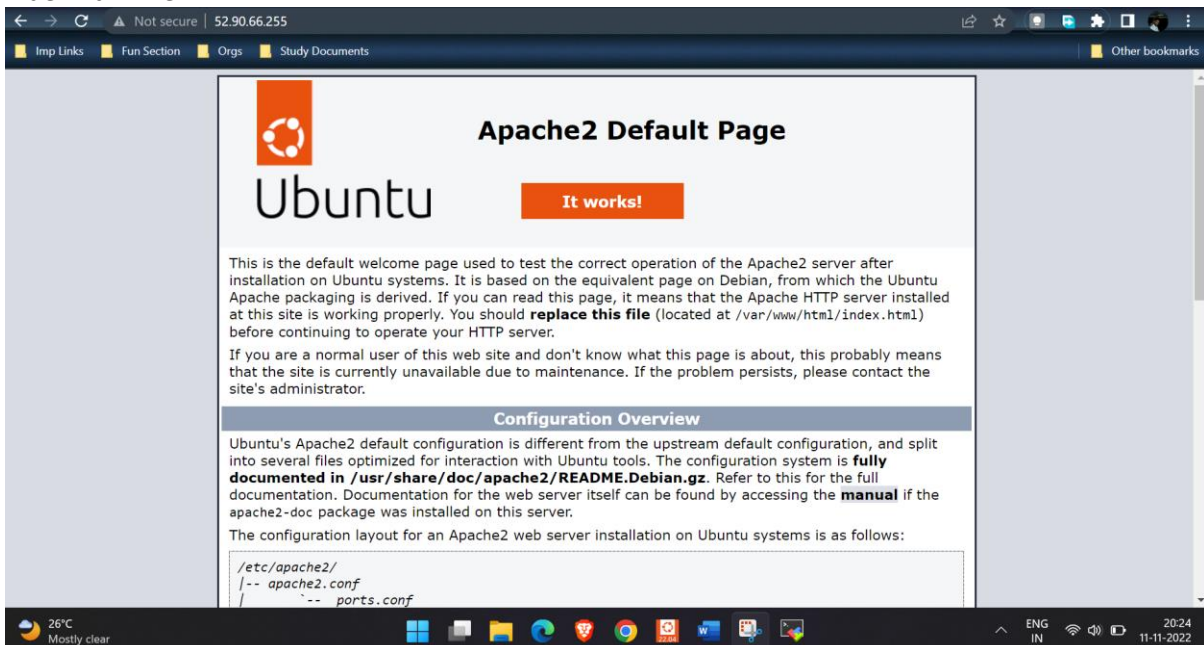 Not secure | 52.90.66.255
Imp Links Fun Section Orgs Study Documents Other bookmarks
Apache2 Default Page
Ubuntu
It works!
This is the default welcome page used to test the correct operation of the Apache2 server after
installation on Ubuntu systems. It is based on the equivalent page on Debian, from which the Ubuntu
Apache packaging is derived. If you can read this page, it means that the Apache HTTP server installed
at this site is working properly. You should replace this file (located at /var/www/html/index.html)
before continuing to operate your HTTP server.
If you are a normal user of this web site and don't know what this page is about, this probably means
that the site is currently unavailable due to maintenance. If the problem persists, please contact the
site's administrator.
Configuration Overview
Ubuntu's Apache2 default configuration is different from the upstream default configuration, and split
into several files optimized for interaction with Ubuntu tools. The configuration system is fully
documented in /usr/share/doc/apache2/README.Debian.gz. Refer to this for the full
documentation. Documentation for the web server itself can be found by accessing the manual if the
apache2-doc package was installed on this server.
The configuration layout for an Apache2 web server installation on Ubuntu systems is as follows:
/etc/apache2/
|-- apache2.conf
|       `-- ports.conf
26°C
Mostly clear
22.04
ENG
IN
20:24
11-11-2022